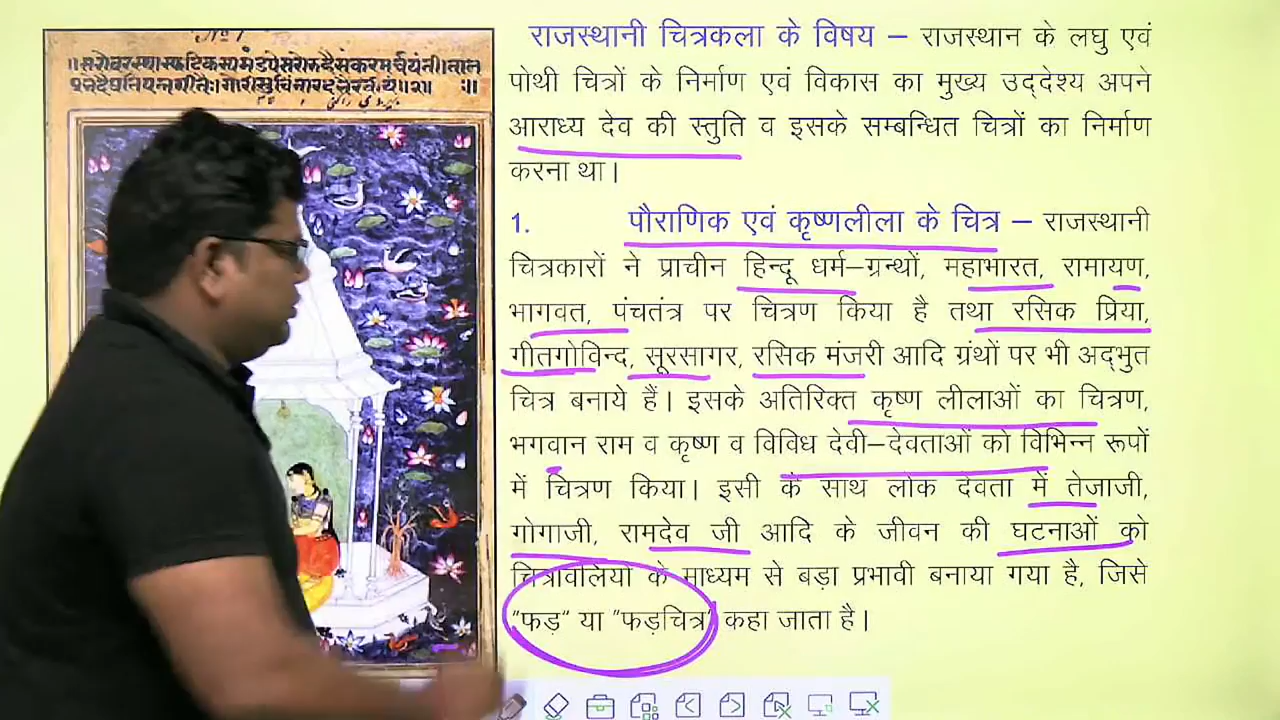 राजस्थानी चित्रकला के विषय – राजस्थान के लघु एवं
पोथी चित्रों के निर्माण एवं विकास का मुख्य उद्देश्य अपने
आराध्य देव की स्तुति व इसके सम्बन्धित चित्रों का निर्माण
करना था।
1. पौराणिक एवं कृष्णलीला के चित्र – राजस्थानी
चित्रकारों ने प्राचीन हिन्दू धर्म–ग्रन्थों, महाभारत, रामायण,
भागवत, पंचतंत्र पर चित्रण किया है तथा रसिक प्रिया,
गीतगोविन्द, सूरसागर, रसिक मंजरी आदि ग्रंथों पर भी अद्भुत
चित्र बनाये हैं। इसके अतिरिक्त कृष्ण लीलाओं का चित्रण,
भगवान राम व कृष्ण व विविध देवी–देवताओं को विभिन्न रूपों
में चित्रण किया। इसी के साथ लोक देवता में तेजाजी,
गोगाजी, रामदेव जी आदि के जीवन की घटनाओं को
चित्रावलियों के माध्यम से बड़ा प्रभावी बनाया गया है, जिसे
"फड़" या "फड़चित्र" कहा जाता है।